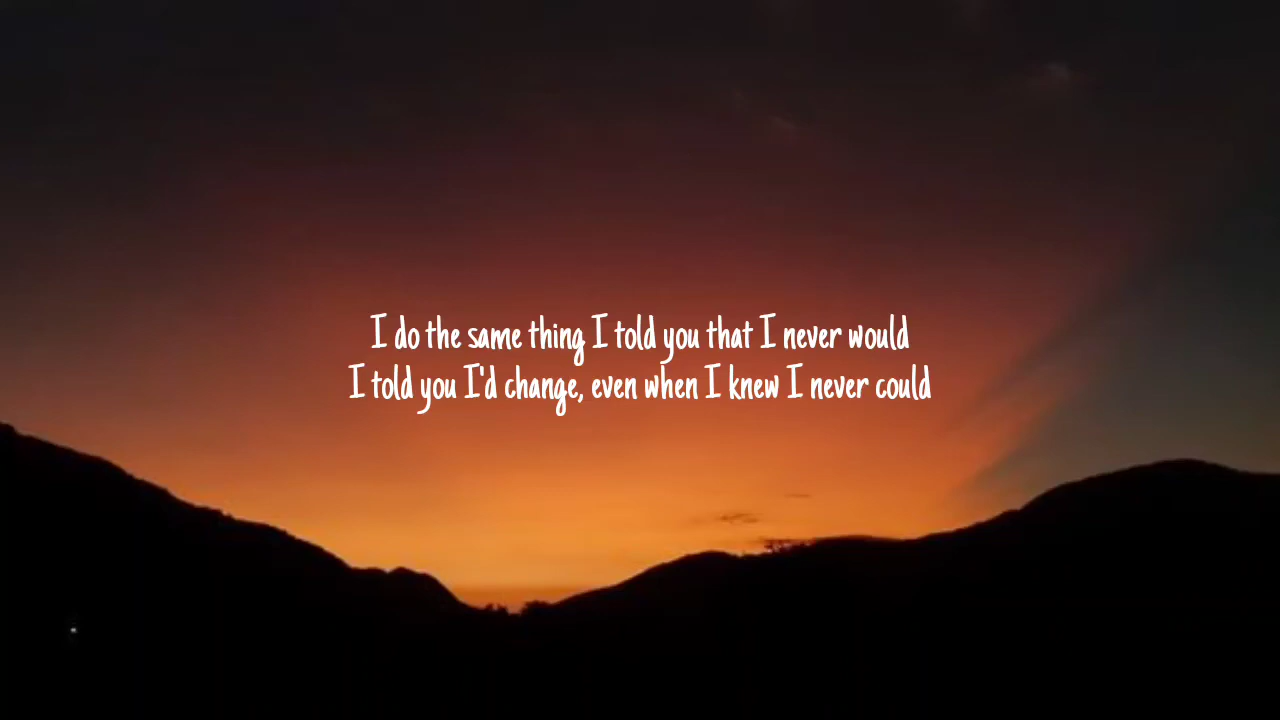 I do the same thing I told you that I never would
I told you I'd change, even when I knew I never could